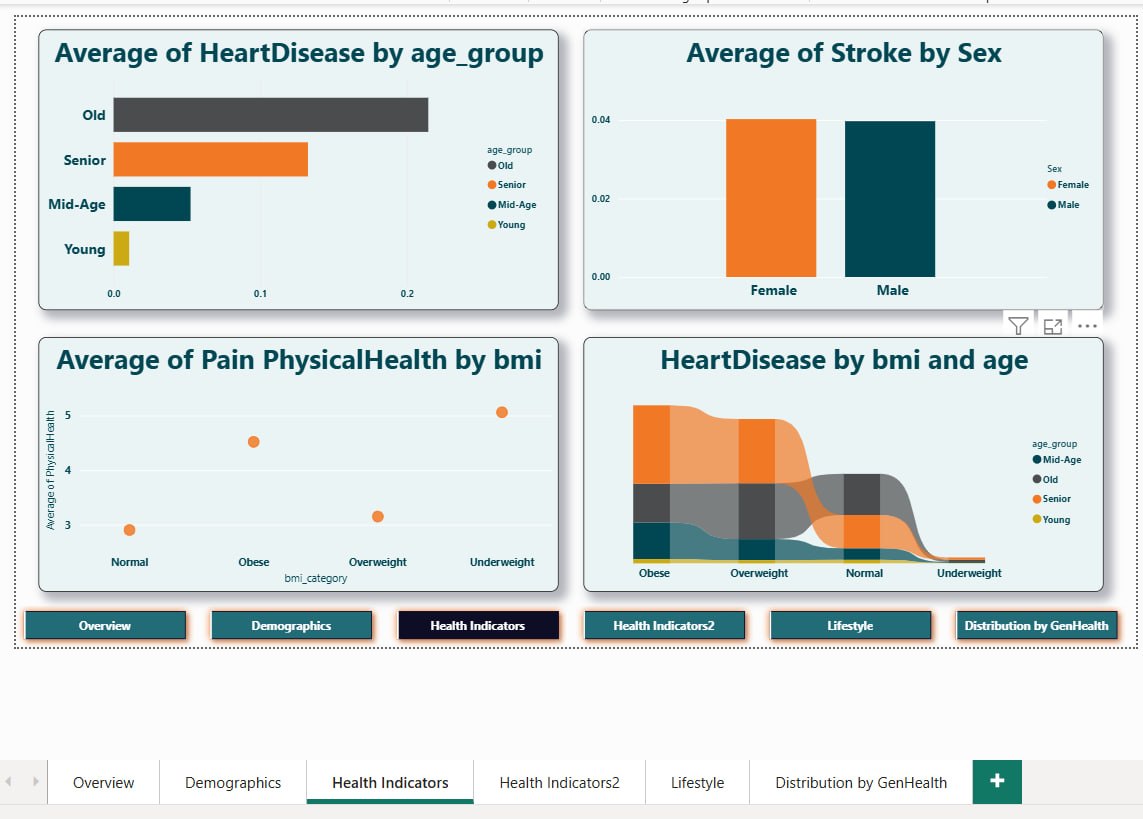 Average of HeartDisease by age_group
Old
Senior
Mid-Age
Young
0.0
0.1
0.2
age_group
Old
Senior
Mid-Age
Young
Average of Stroke by Sex
0.04
0.02
0.00
Female
Male
Sex
Female
Male
Average of Pain PhysicalHealth by bmi
Average of PhysicalHealth
5
4
3
Normal
Obese
Overweight
Underweight
bmi_category
HeartDisease by bmi and age
Obese
Overweight
Normal
Underweight
age_group
Mid-Age
Old
Senior
Young
Overview
Demographics
Health Indicators
Health Indicators2
Lifestyle
Distribution by GenHealth
Overview
Demographics
Health Indicators
Health Indicators2
Lifestyle
Distribution by GenHealth
+